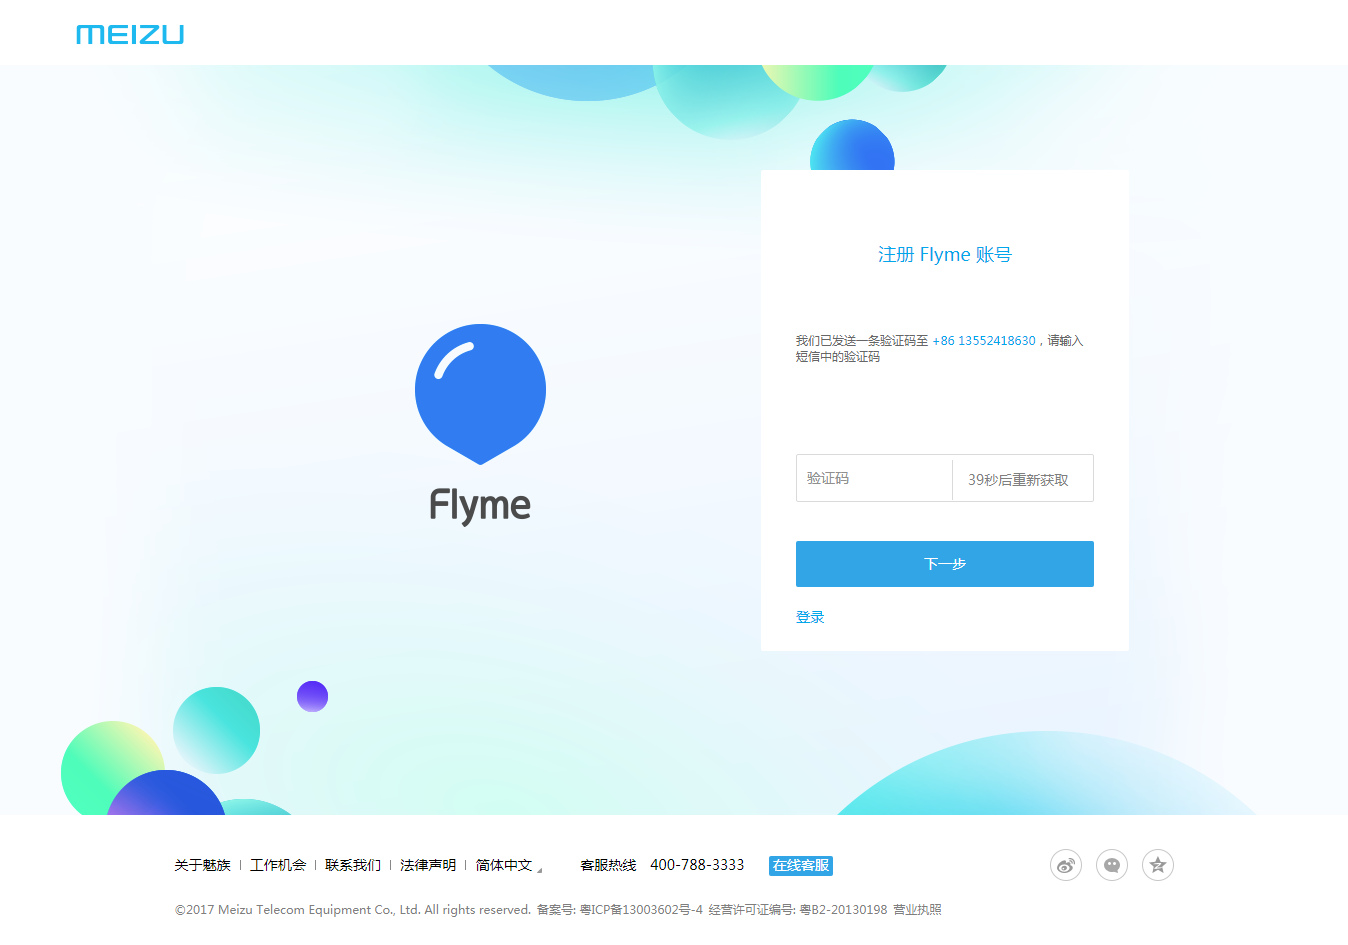 MEIZU
注册 Flyme 账号
我们已发送一条验证码至 +86 13552418630，请输入
短信中的验证码
Flyme
验证码 39秒后重新获取
下一步
登录
关于魅族 | 工作机会 | 联系我们 | 法律声明 | 简体中文 客服热线 400-788-3333 在线客服
©2017 Meizu Telecom Equipment Co., Ltd. All rights reserved. 备案号: 粤ICP备13003602号-4 经营许可证编号: 粤B2-20130198 营业执照